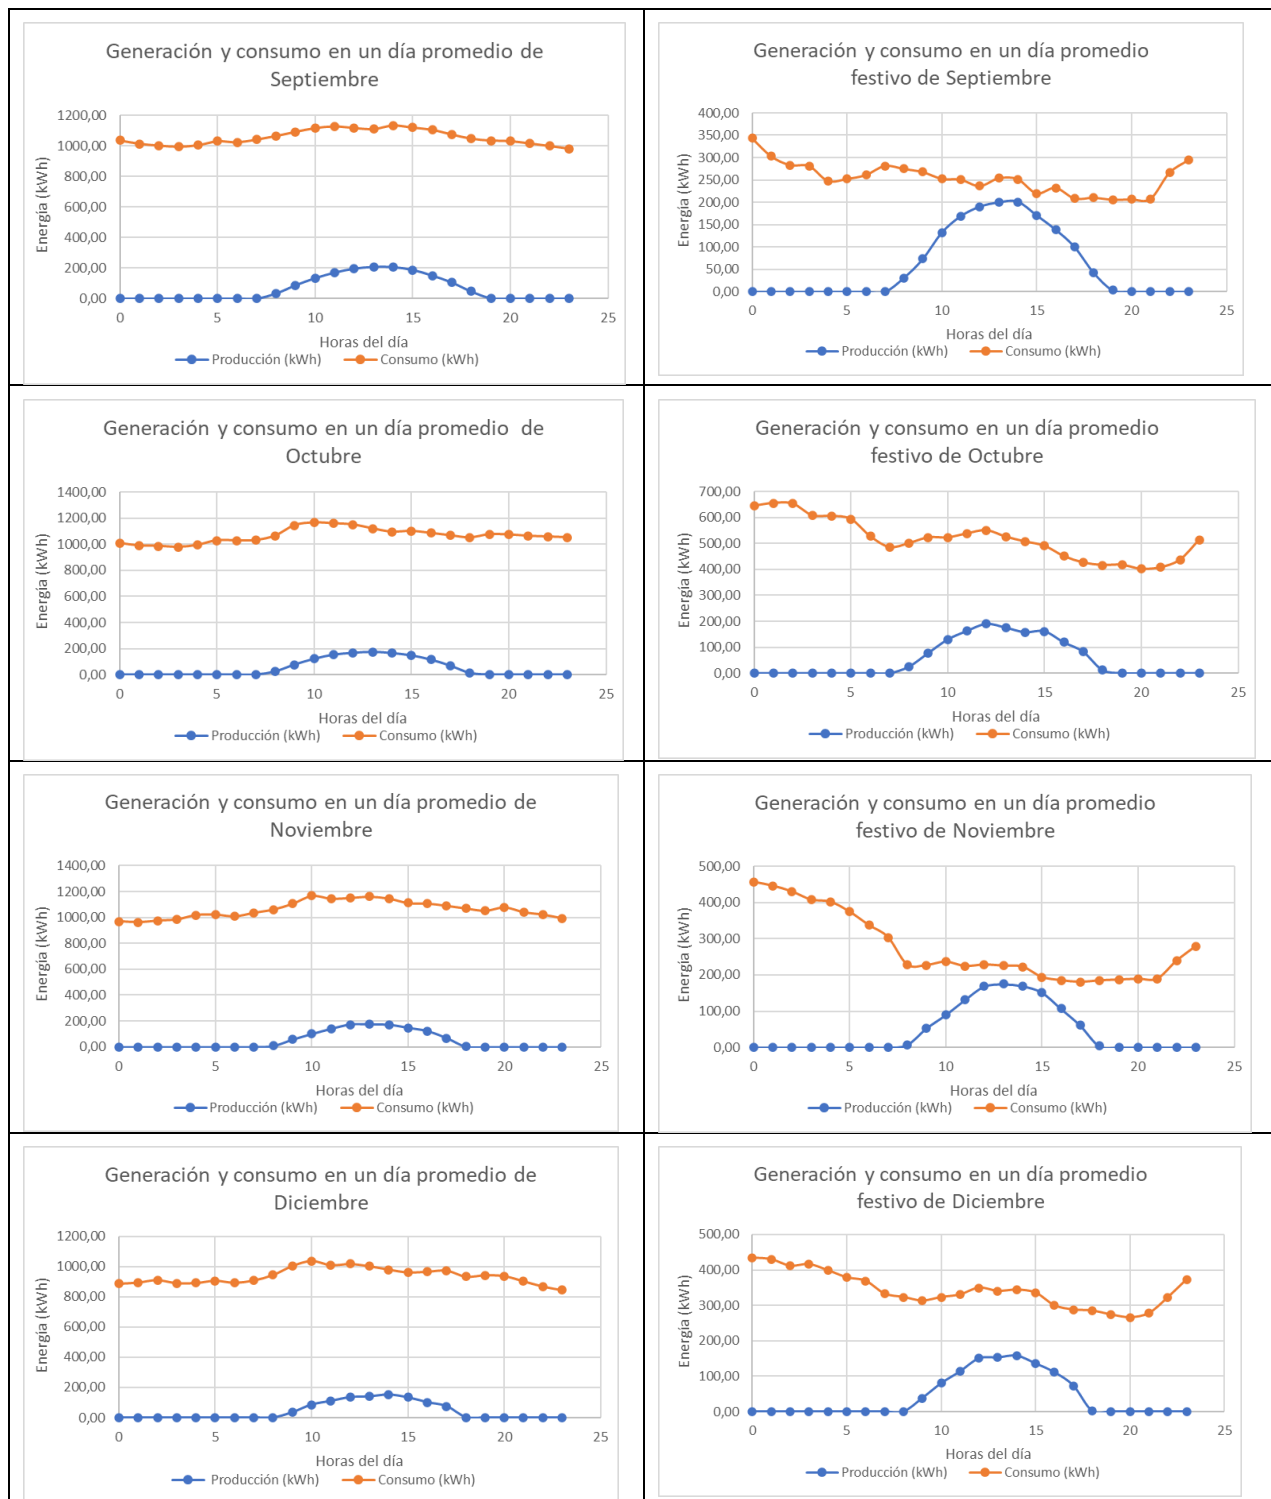 Generación y consumo en un día promedio de
Septiembre
1200,00
1000,00
800,00
600,00
400,00
200,00
0,00
Energía (kWh)
0 5 10 15 20 25
Horas del día
Producción (kWh) Consumo (kWh)
Generación y consumo en un día promedio
festivo de Septiembre
400,00
350,00
300,00
250,00
200,00
150,00
100,00
50,00
0,00
Energía (kWh)
0 5 10 15 20 25
Horas del día
Producción (kWh) Consumo (kWh)
Generación y consumo en un día promedio de
Octubre
1400,00
1200,00
1000,00
800,00
600,00
400,00
200,00
0,00
Energía (kWh)
0 5 10 15 20 25
Horas del día
Producción (kWh) Consumo (kWh)
Generación y consumo en un día promedio
festivo de Octubre
700,00
600,00
500,00
400,00
300,00
200,00
100,00
0,00
Energía (kWh)
0 5 10 15 20 25
Horas del día
Producción (kWh) Consumo (kWh)
Generación y consumo en un día promedio de
Noviembre
1400,00
1200,00
1000,00
800,00
600,00
400,00
200,00
0,00
Energía (kWh)
0 5 10 15 20 25
Horas del día
Producción (kWh) Consumo (kWh)
Generación y consumo en un día promedio
festivo de Noviembre
500,00
400,00
300,00
200,00
100,00
0,00
Energía (kWh)
0 5 10 15 20 25
Horas del día
Producción (kWh) Consumo (kWh)
Generación y consumo en un día promedio de
Diciembre
1200,00
1000,00
800,00
600,00
400,00
200,00
0,00
Energía (kWh)
0 5 10 15 20 25
Horas del día
Producción (kWh) Consumo (kWh)
Generación y consumo en un día promedio
festivo de Diciembre
500,00
400,00
300,00
200,00
100,00
0,00
Energía (kWh)
0 5 10 15 20 25
Horas del día
Producción (kWh) Consumo (kWh)